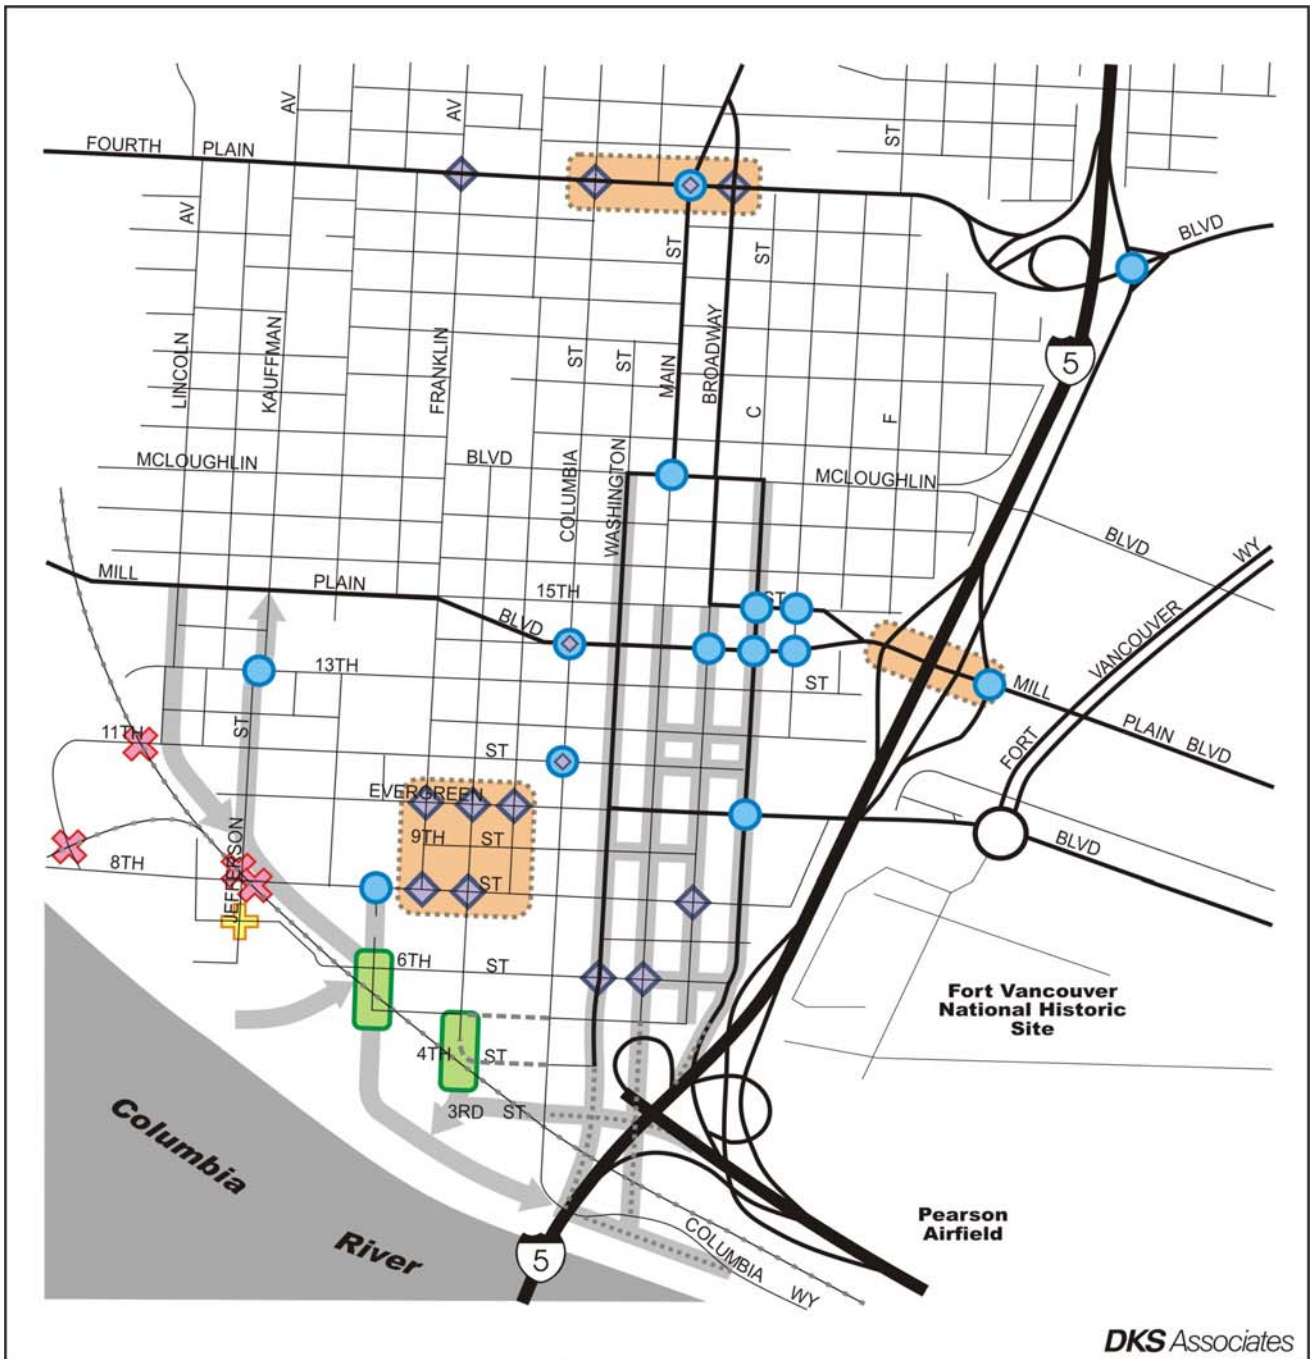 AV
AV
ST
FOURTH PLAIN
AV
BLVD
ST
ST
LINCOLN
KAUFFMAN
FRANKLIN
ST
ST
MAIN
BROADWAY
C
F
5
MCLOUGHLIN
BLVD
COLUMBIA
WASHINGTON
MCLOUGHLIN
BLVD
WY
MILL
PLAIN
15TH
ST
BLVD
VANCOUVER
13TH
ST
MILL
PLAIN BLVD
11TH
ST
ST
FORT
EVERGREEN
JEFFERSON
9TH ST
BLVD
8TH
ST
6TH ST
Fort Vancouver
National Historic
Site
4TH ST
3RD ST
Columbia
River
Pearson
Airfield
COLUMBIA
WY
5
DKS Associates